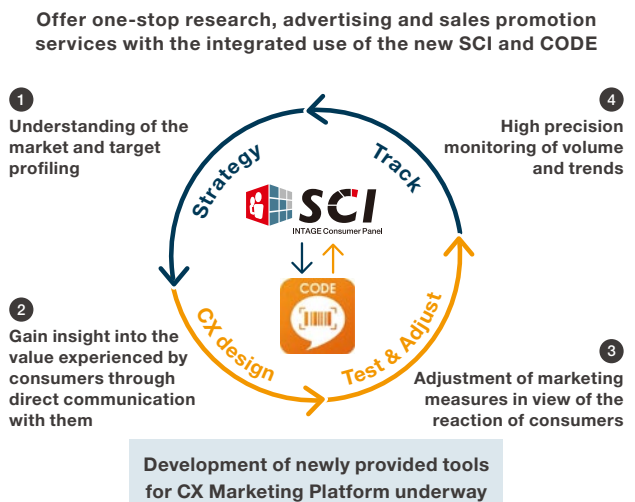 Offer one-stop research, advertising and sales promotion
services with the integrated use of the new SCI and CODE
1
Understanding of the
market and target
profiling
4
High precision
monitoring of volume
and trends
Strategy
Track
SCI
INTAGE Consumer Panel
CODE
CX design
Test & Adjust
2
Gain insight into the
value experienced by
consumers through
direct communication
with them
3
Adjustment of marketing
measures in view of the
reaction of consumers
Development of newly provided tools
for CX Marketing Platform underway